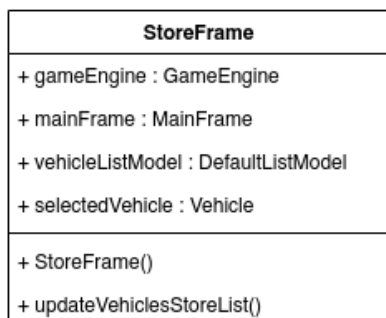 StoreFrame
+ gameEngine : GameEngine
+ mainFrame : MainFrame
+ vehicleListModel : DefaultListModel
+ selectedVehicle : Vehicle
+ StoreFrame()
+ updateVehiclesStoreList()